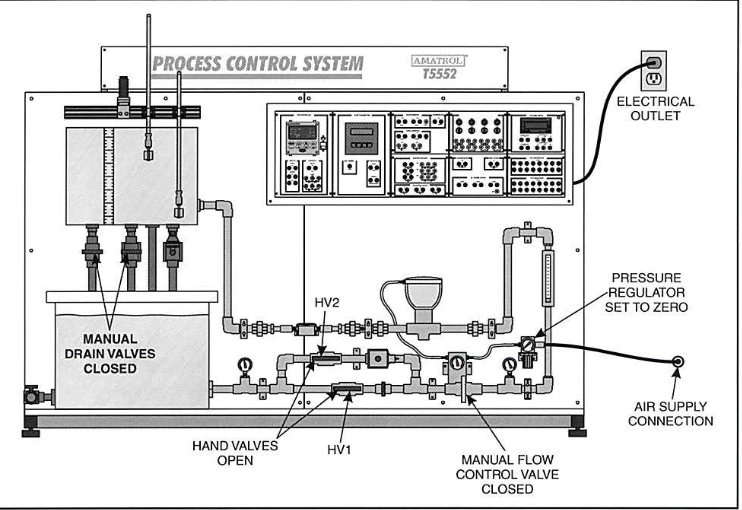 PROCESS CONTROL SYSTEM
AMATROL
T5552
ELECTRICAL
OUTLET
PRESSURE
REGULATOR
SET TO ZERO
HV2
MANUAL
DRAIN VALVES
CLOSED
AIR SUPPLY
CONNECTION
HAND VALVES
OPEN
HV1
MANUAL FLOW
CONTROL VALVE
CLOSED